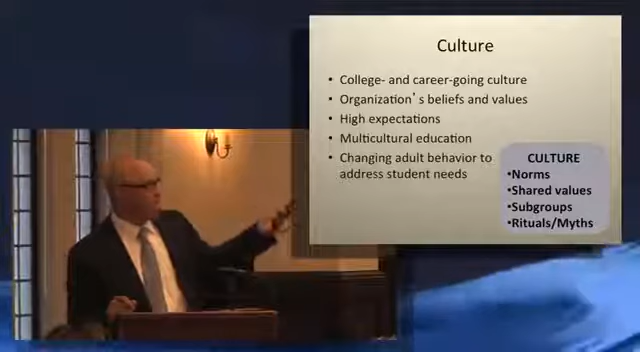 Culture
• College- and career-going culture
• Organization's beliefs and values
• High expectations
• Multicultural education
• Changing adult behavior to
address student needs
CULTURE
•Norms
•Shared values
•Subgroups
•Rituals/Myths